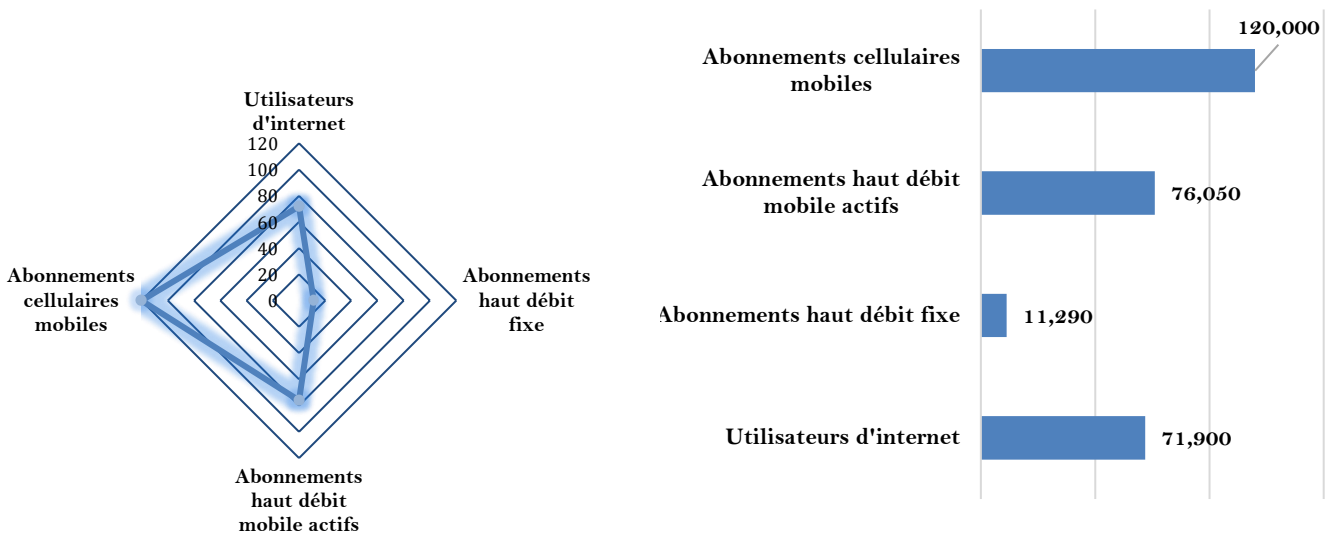 Utilisateurs
d'internet
120
100
80
60
40
20
0
Abonnements
cellulaires
mobiles
Abonnements
haut débit
fixe
Abonnements
haut débit
mobile actifs
Abonnements cellulaires
mobiles
120,000
Abonnements haut débit
mobile actifs
76,050
Abonnements haut débit fixe
11,290
Utilisateurs d'internet
71,900